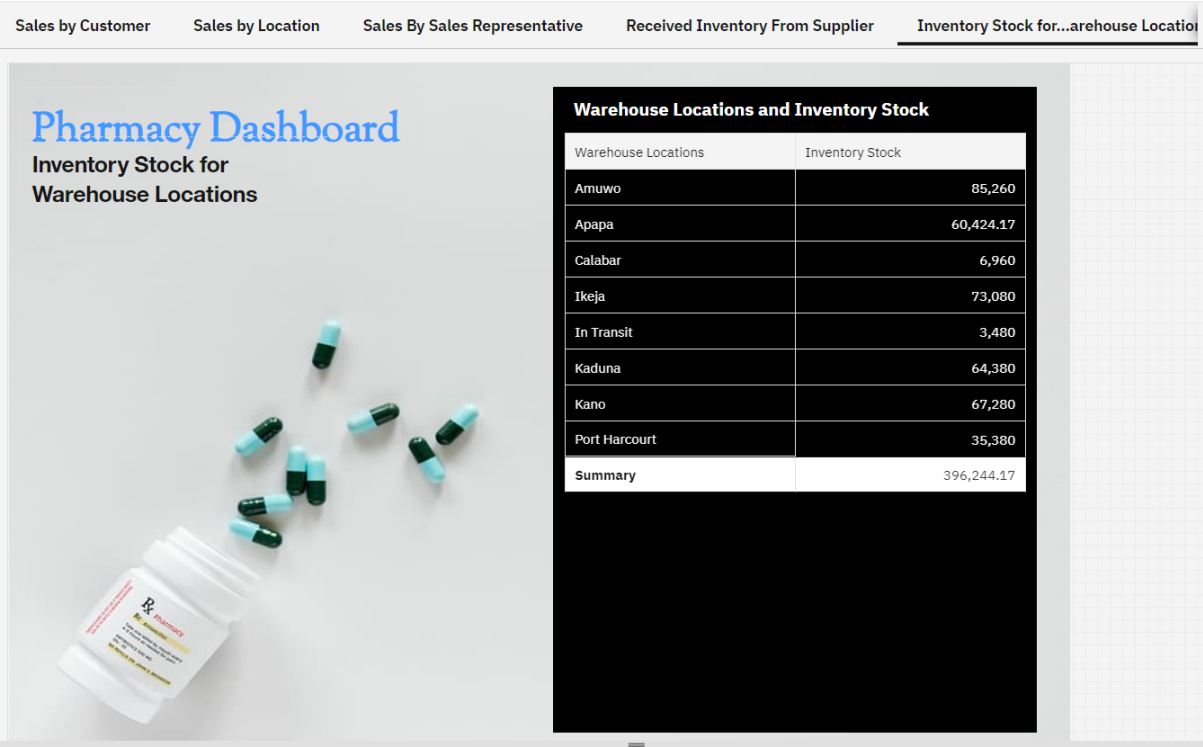 Sales by Customer
Sales by Location
Sales By Sales Representative
Received Inventory From Supplier
Inventory Stock for...arehouse Locatio
Pharmacy Dashboard
Inventory Stock for
Warehouse Locations
Warehouse Locations and Inventory Stock
Warehouse Locations Inventory Stock
Amuwo 85,260
Apapa 60,424.17
Calabar 6,960
Ikeja 73,080
In Transit 3,480
Kaduna 64,380
Kano 67,280
Port Harcourt 35,380
Summary 396,244.17
Rx Pharmacy